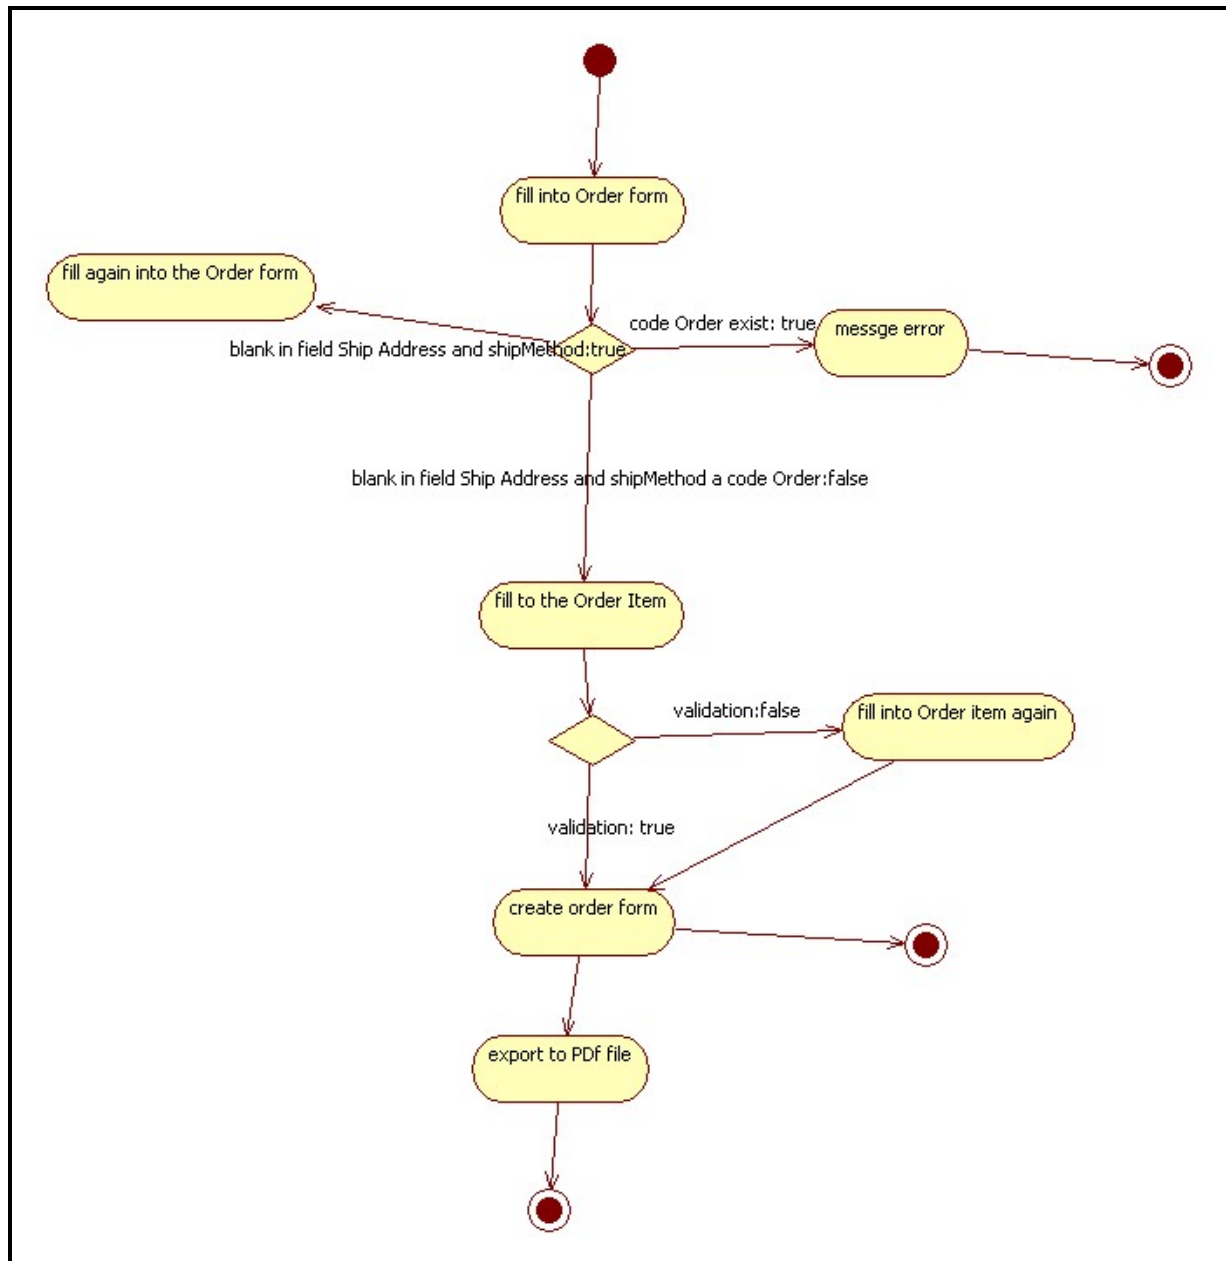 fill into Order form
fill again into the Order form
code Order exist: true
messge error
blank in field Ship Address and shipMethod:true
blank in field Ship Address and shipMethod a code Order:false
fill to the Order Item
validation:false
fill into Order item again
validation: true
create order form
export to PDf file